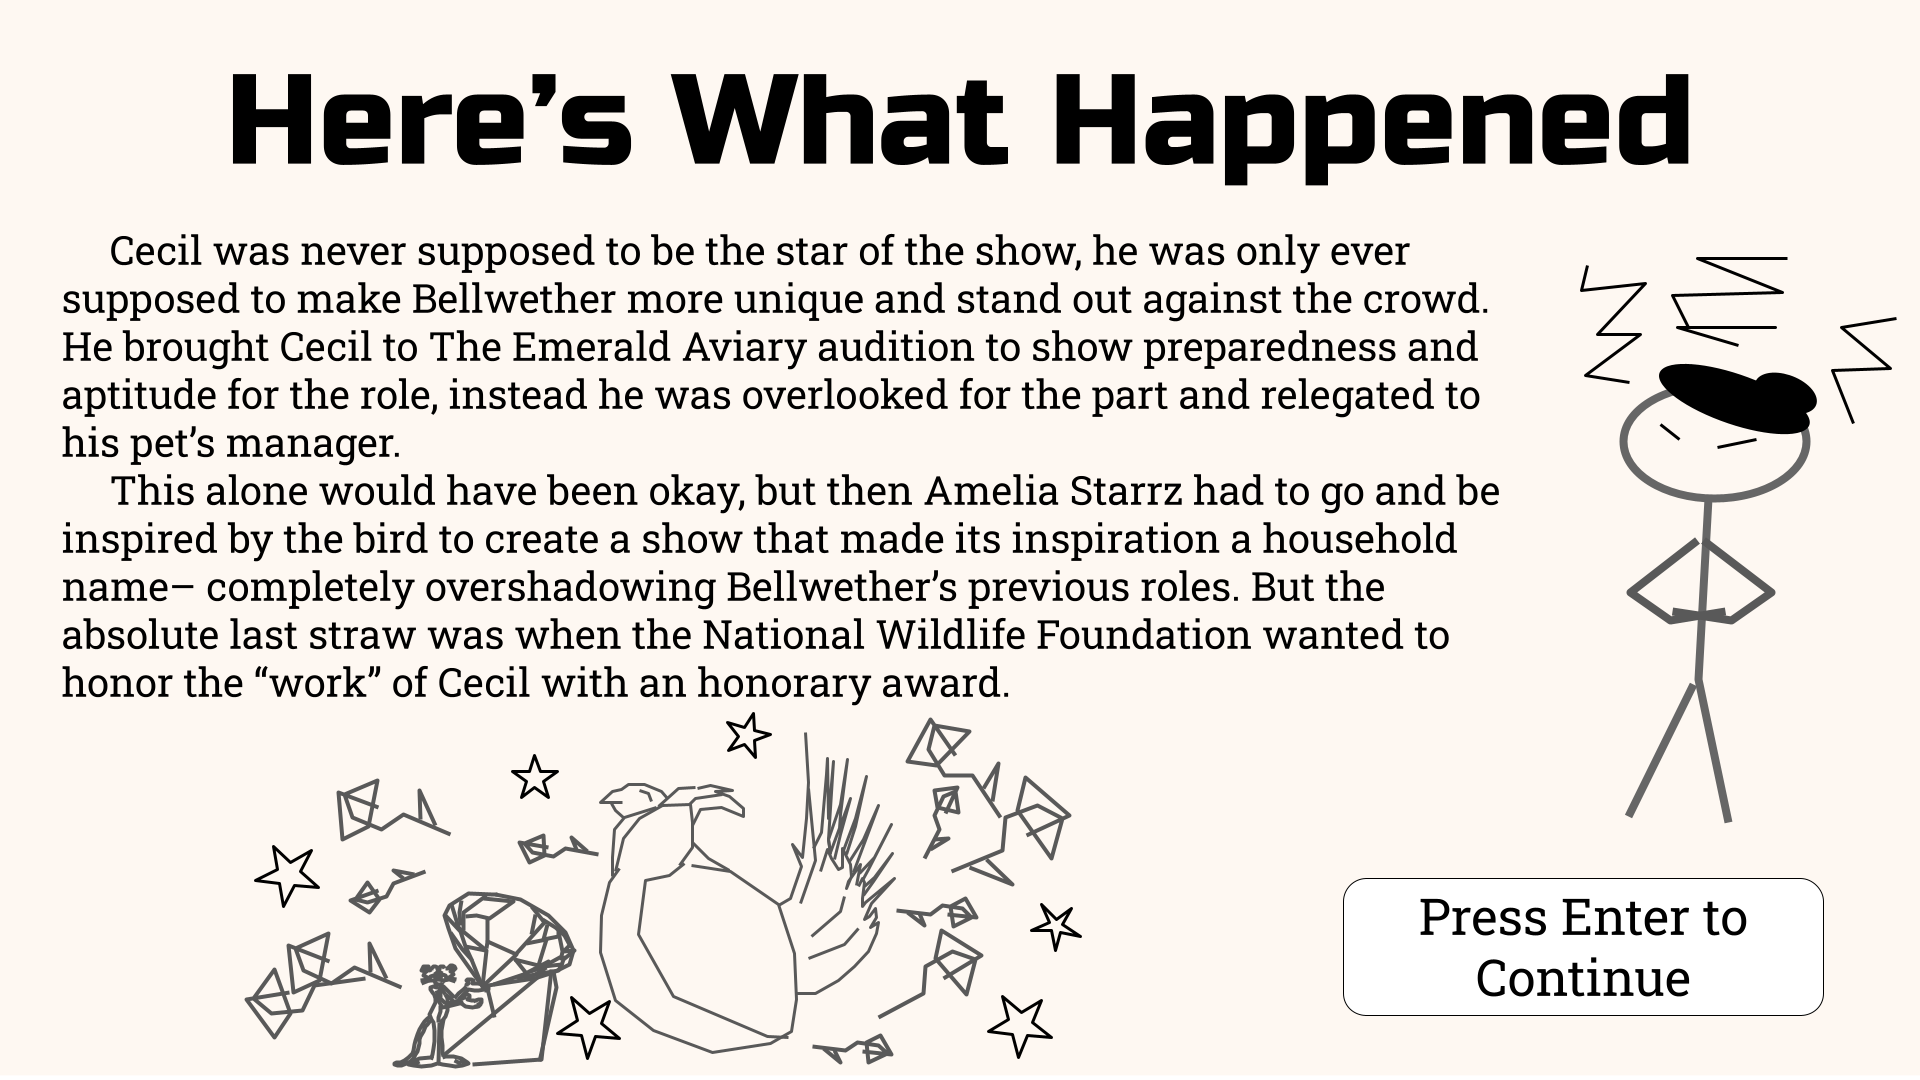 Here’s What Happened
Cecil was never supposed to be the star of the show, he was only ever
supposed to make Bellwether more unique and stand out against the crowd.
He brought Cecil to The Emerald Aviary audition to show preparedness and
aptitude for the role, instead he was overlooked for the part and relegated to
his pet’s manager.
This alone would have been okay, but then Amelia Starrz had to go and be
inspired by the bird to create a show that made its inspiration a household
name– completely overshadowing Bellwether’s previous roles. But the
absolute last straw was when the National Wildlife Foundation wanted to
honor the “work” of Cecil with an honorary award.
Press Enter to
Continue